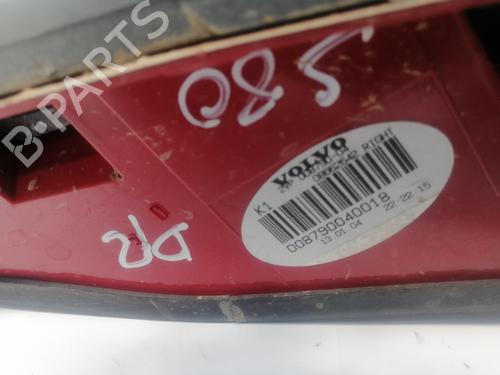 S80
B-PARTS
VOLVO
RIGHT
K1
008790040018
13 01 04 22:22:15
DR